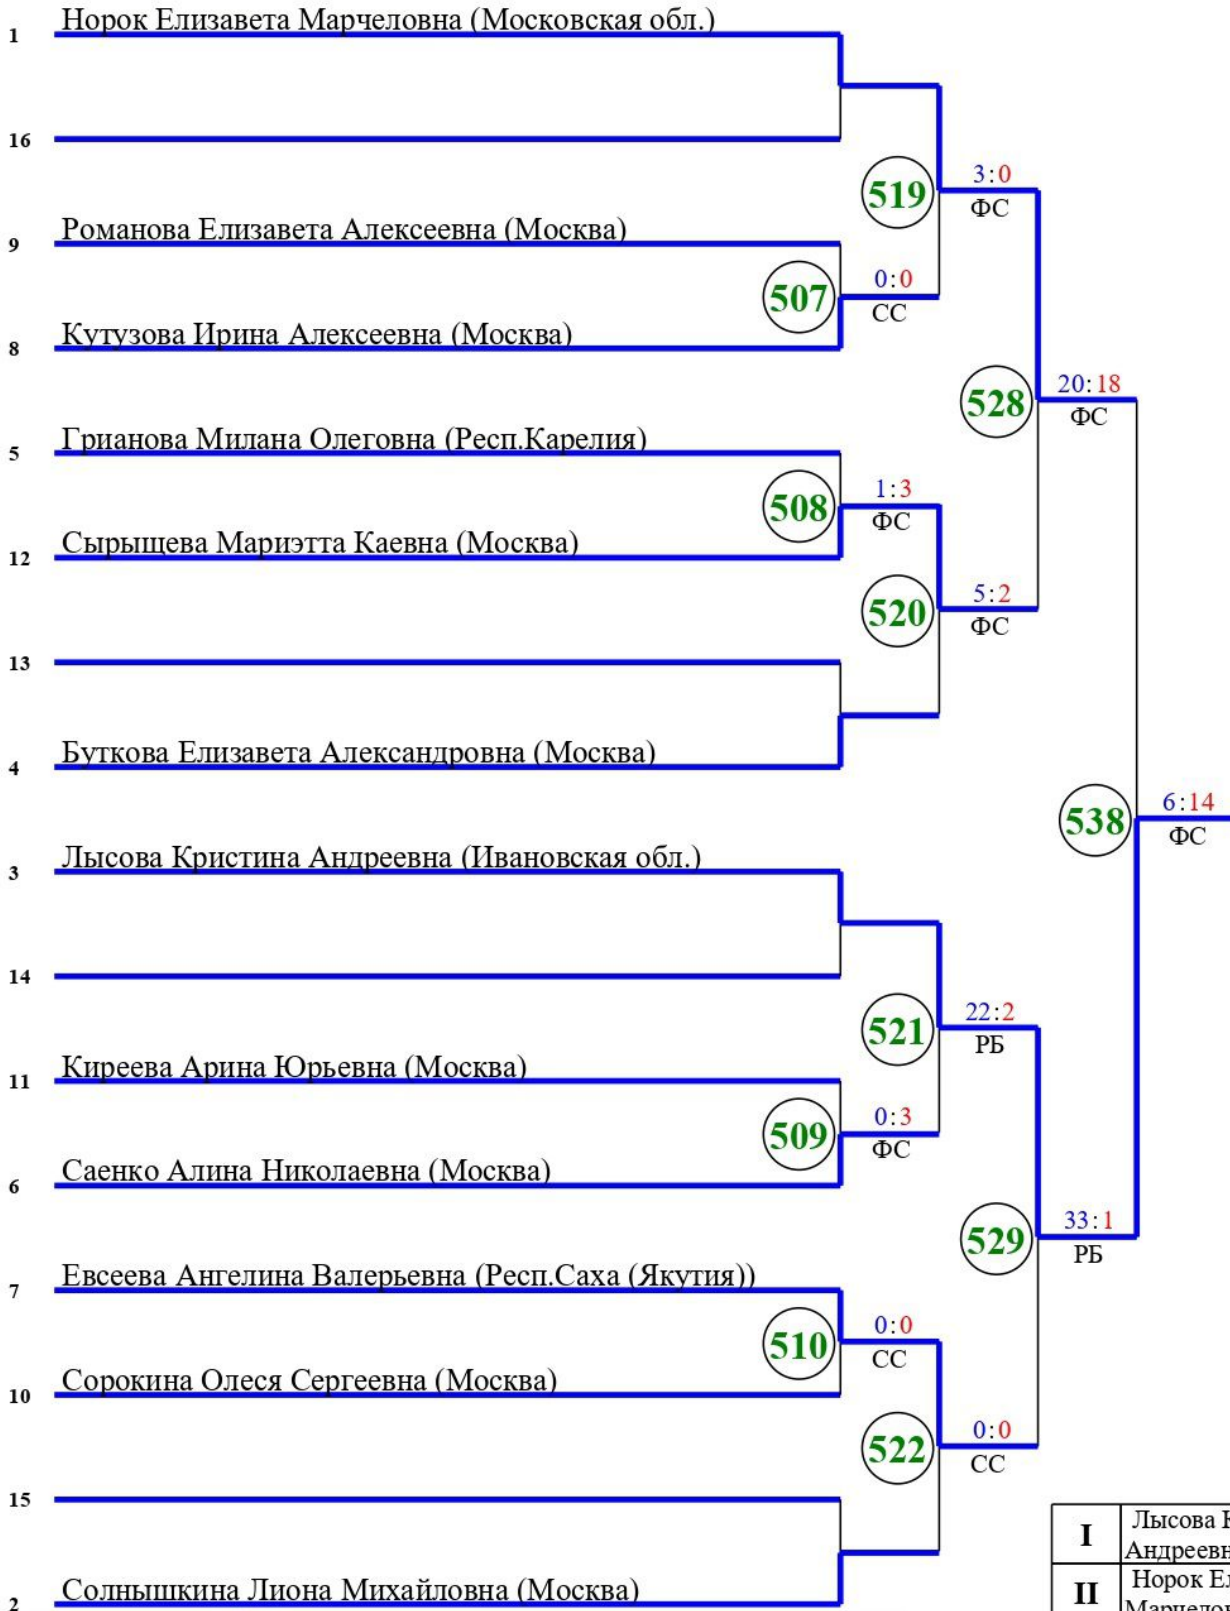 Норок Елизавета Марчеловна (Московская обл.)
1
16
519
3:0
ФС
Романова Елизавета Алексеевна (Москва)
9
507
0:0
СС
Кутузова Ирина Алексеевна (Москва)
8
528
20:18
ФС
Грианова Милана Олеговна (Респ.Карелия)
5
508
1:3
ФС
Сырыщева Мариэтта Каевна (Москва)
12
520
5:2
ФС
13
Буткова Елизавета Александровна (Москва)
4
538
6:14
ФС
Лысова Кристина Андреевна (Ивановская обл.)
3
14
521
22:2
РБ
Киреева Арина Юрьевна (Москва)
11
509
0:3
ФС
Саенко Алина Николаевна (Москва)
6
529
33:1
РБ
Евсеева Ангелина Валерьевна (Респ.Саха (Якутия))
7
510
0:0
СС
Сорокина Олеся Сергеевна (Москва)
10
522
0:0
СС
15
Солнышкина Лиона Михайловна (Москва)
2
I
Лысова
Андреевн
II
Норок Ел